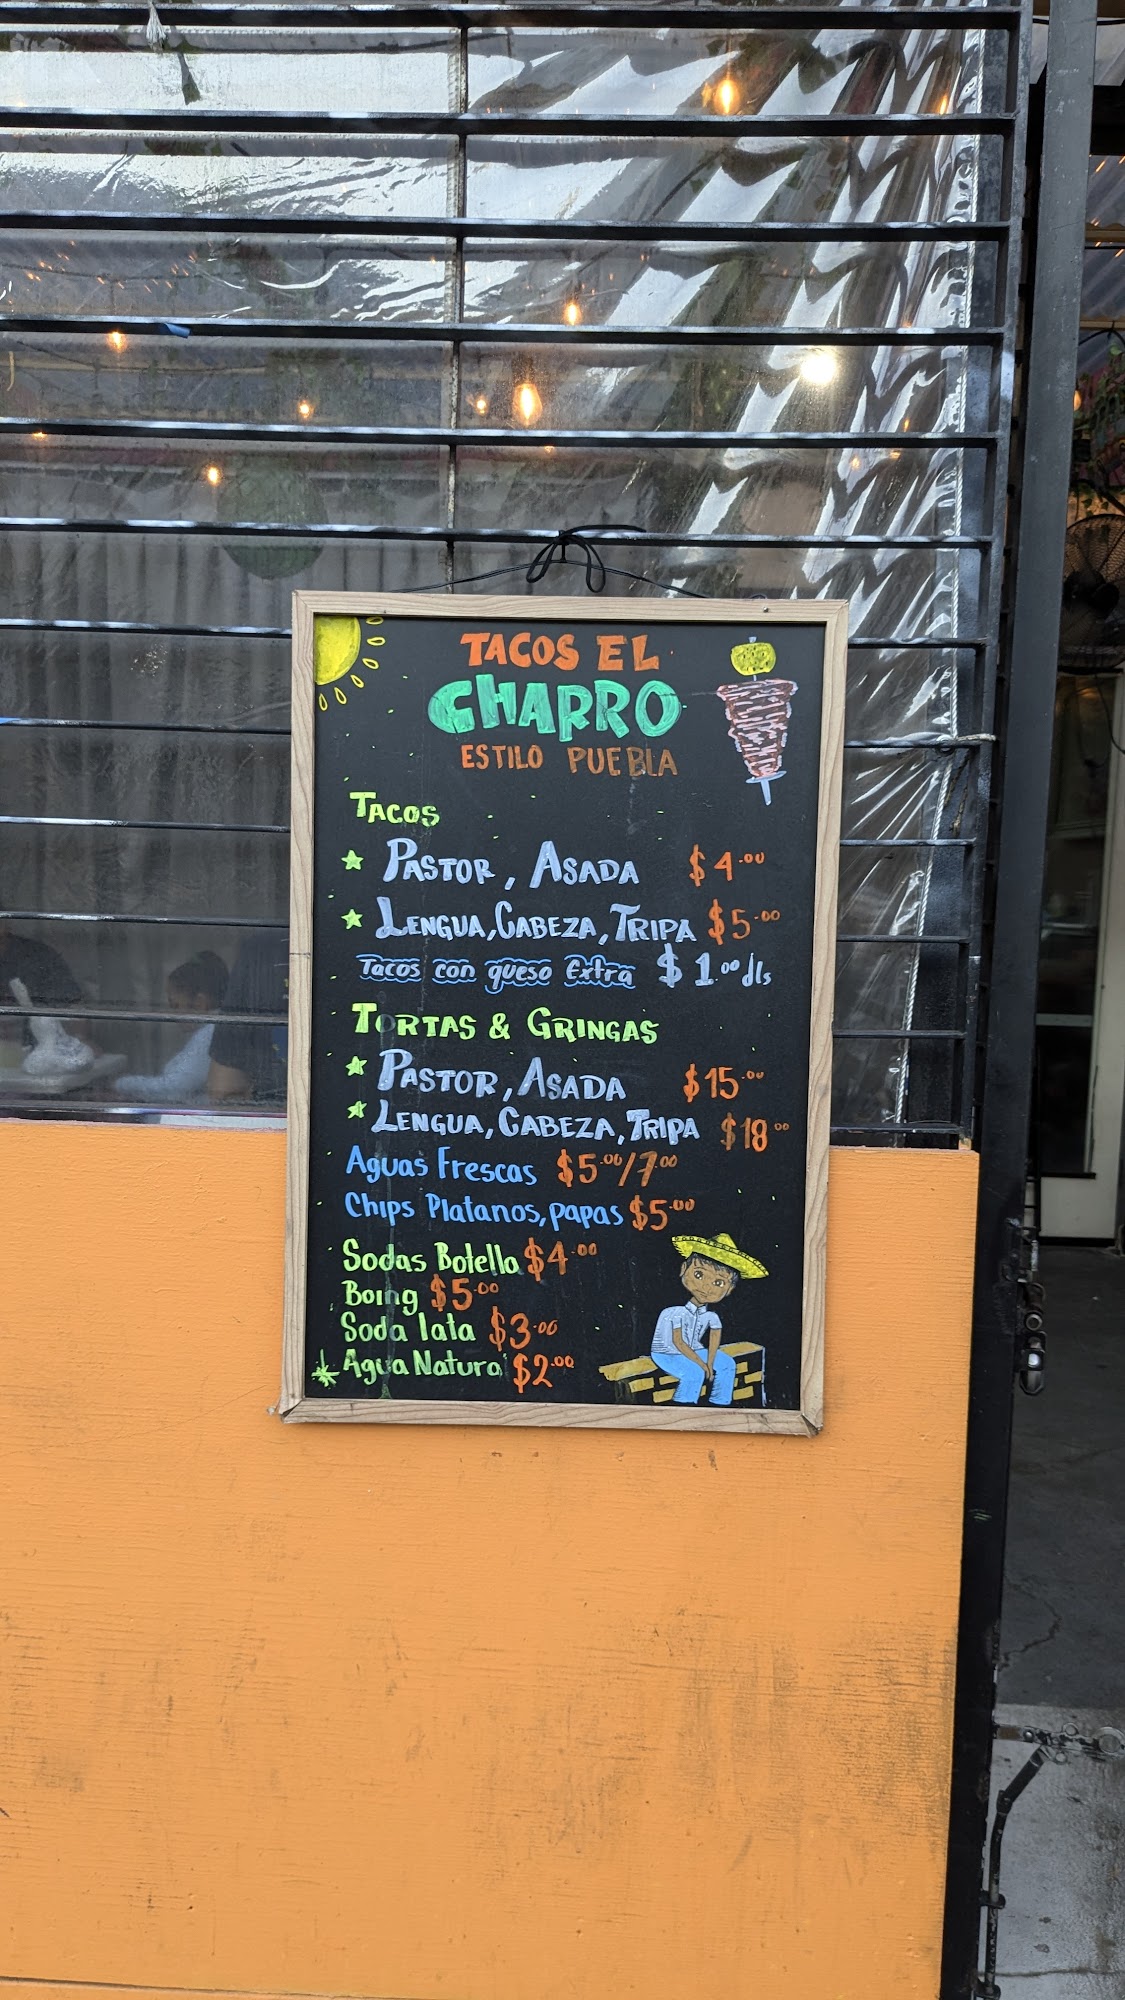 TACOS EL
CHARRO
ESTILO PUEBLA
TACOS
PASTOR, ASADA $4.00
LENGUA, CABEZA, TRIPA $5.00
Tacos con queso Extra $1.00 dls
TORTAS & GRINGAS
PASTOR, ASADA $15.00
LENGUA, CABEZA, TRIPA $18 00
Aguas Frescas $5.00/7.00
Chips Platanos, papas $5.00
Sodas Botella $4.00
Boing $5.00
Soda lata $3.00
Agua Natural $2.00